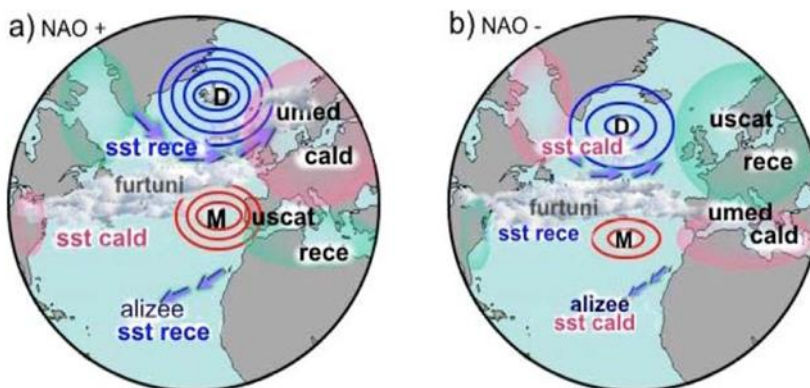 a) NAO +
D
umed
sst rece
cald
furtuni
M
uscat
sst cald
rece
alizee
sst rece
b) NAO -
D
uscat
sst cald
rece
furtuni
umed
sst rece
M
cald
alizee
sst cald